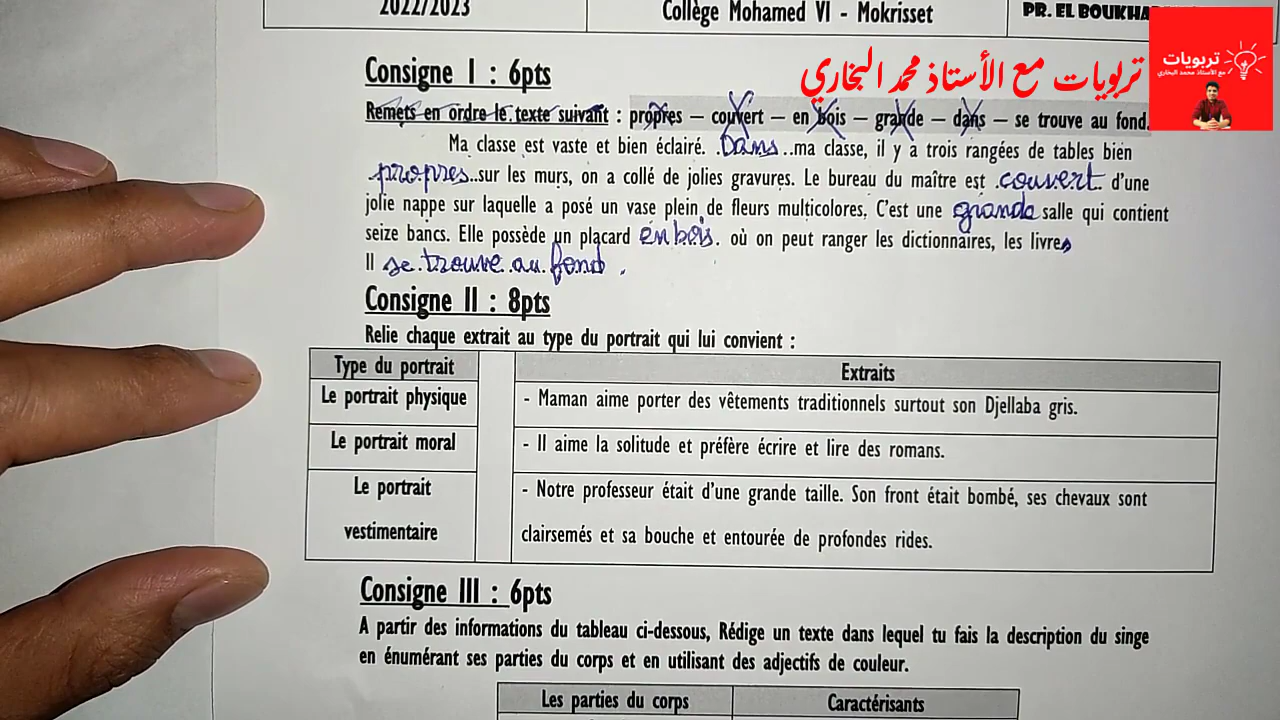 2022/2023
Collège Mohamed VI - Mokrisset
PR. EL
تربويات مع الأستاذ محمد البخاري
تربويات
مع الأستاذ محمد البخاري
Consigne I : 6pts
Remets en ordre le texte suivant : propres – couvert – en bois – grande – dans – se trouve au fond.
Ma classe est vaste et bien éclairé. .Dans..ma classe, il y a trois rangées de tables bien
.propres..sur les murs, on a collé de jolies gravures. Le bureau du maître est .couvert. d'une
jolie nappe sur laquelle a posé un vase plein de fleurs multicolores. C'est une grande salle qui contient
seize bancs. Elle possède un placard en bois. où on peut ranger les dictionnaires, les livres
Il se.trouve.au.fond.
Consigne II : 8pts
Relie chaque extrait au type du portrait qui lui convient :
Type du portrait
Extraits
Le portrait physique
- Maman aime porter des vêtements traditionnels surtout son Djellaba gris.
Le portrait moral
- Il aime la solitude et préfère écrire et lire des romans.
Le portrait
vestimentaire
- Notre professeur était d'une grande taille. Son front était bombé, ses chevaux sont
clairsemés et sa bouche et entourée de profondes rides.
Consigne III : 6pts
A partir des informations du tableau ci-dessous, Rédige un texte dans lequel tu fais la description du singe
en énumérant ses parties du corps et en utilisant des adjectifs de couleur.
Les parties du corps
Caractérisants